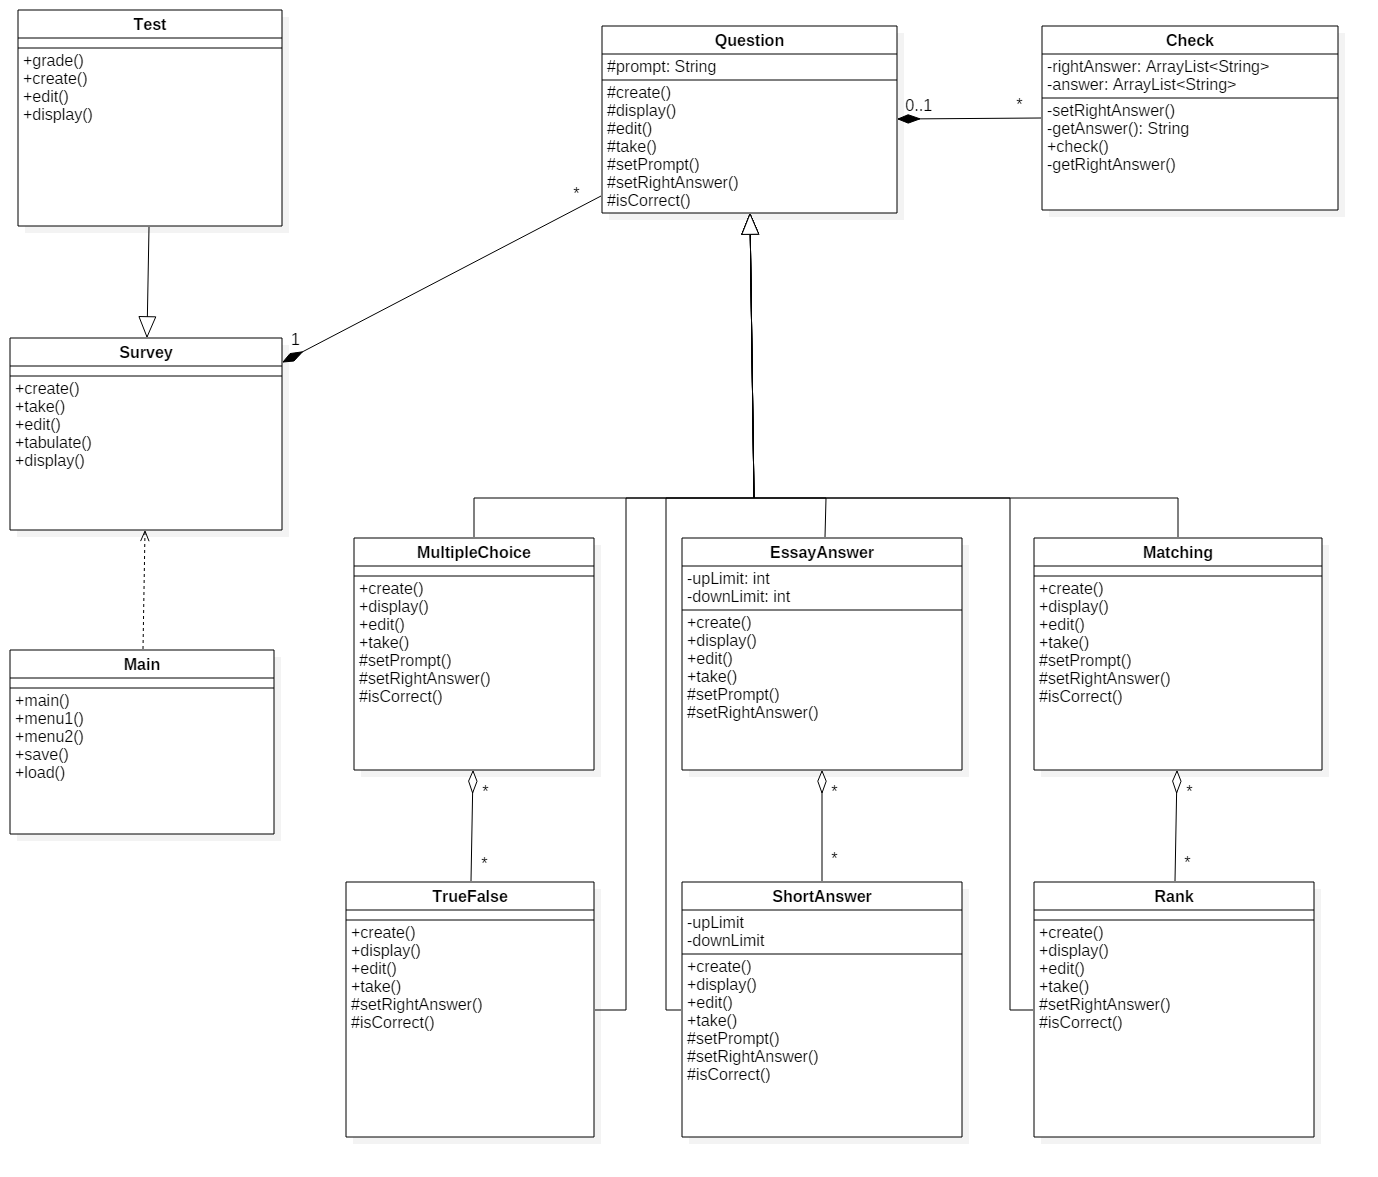 Test
+grade()
+create()
+edit()
+display()
Question
#prompt: String
#create()
#display()
#edit()
#take()
#setPrompt()
#setRightAnswer()
#isCorrect()
0..1
*
Check
-rightAnswer: ArrayList<String>
-answer: ArrayList<String>
-setRightAnswer()
-getAnswer(): String
+check()
-getRightAnswer()
*
1
Survey
+create()
+take()
+edit()
+tabulate()
+display()
Main
+main()
+menu1()
+menu2()
+save()
+load()
MultipleChoice
+create()
+display()
+edit()
+take()
#setPrompt()
#setRightAnswer()
#isCorrect()
*
*
EssayAnswer
-upLimit: int
-downLimit: int
+create()
+display()
+edit()
+take()
#setPrompt()
#setRightAnswer()
*
*
Matching
+create()
+display()
+edit()
+take()
#setPrompt()
#setRightAnswer()
#isCorrect()
*
*
TrueFalse
+create()
+display()
+edit()
+take()
#setRightAnswer()
#isCorrect()
ShortAnswer
-upLimit
-downLimit
+create()
+display()
+edit()
+take()
#setPrompt()
#setRightAnswer()
#isCorrect()
Rank
+create()
+display()
+edit()
+take()
#setRightAnswer()
#isCorrect()